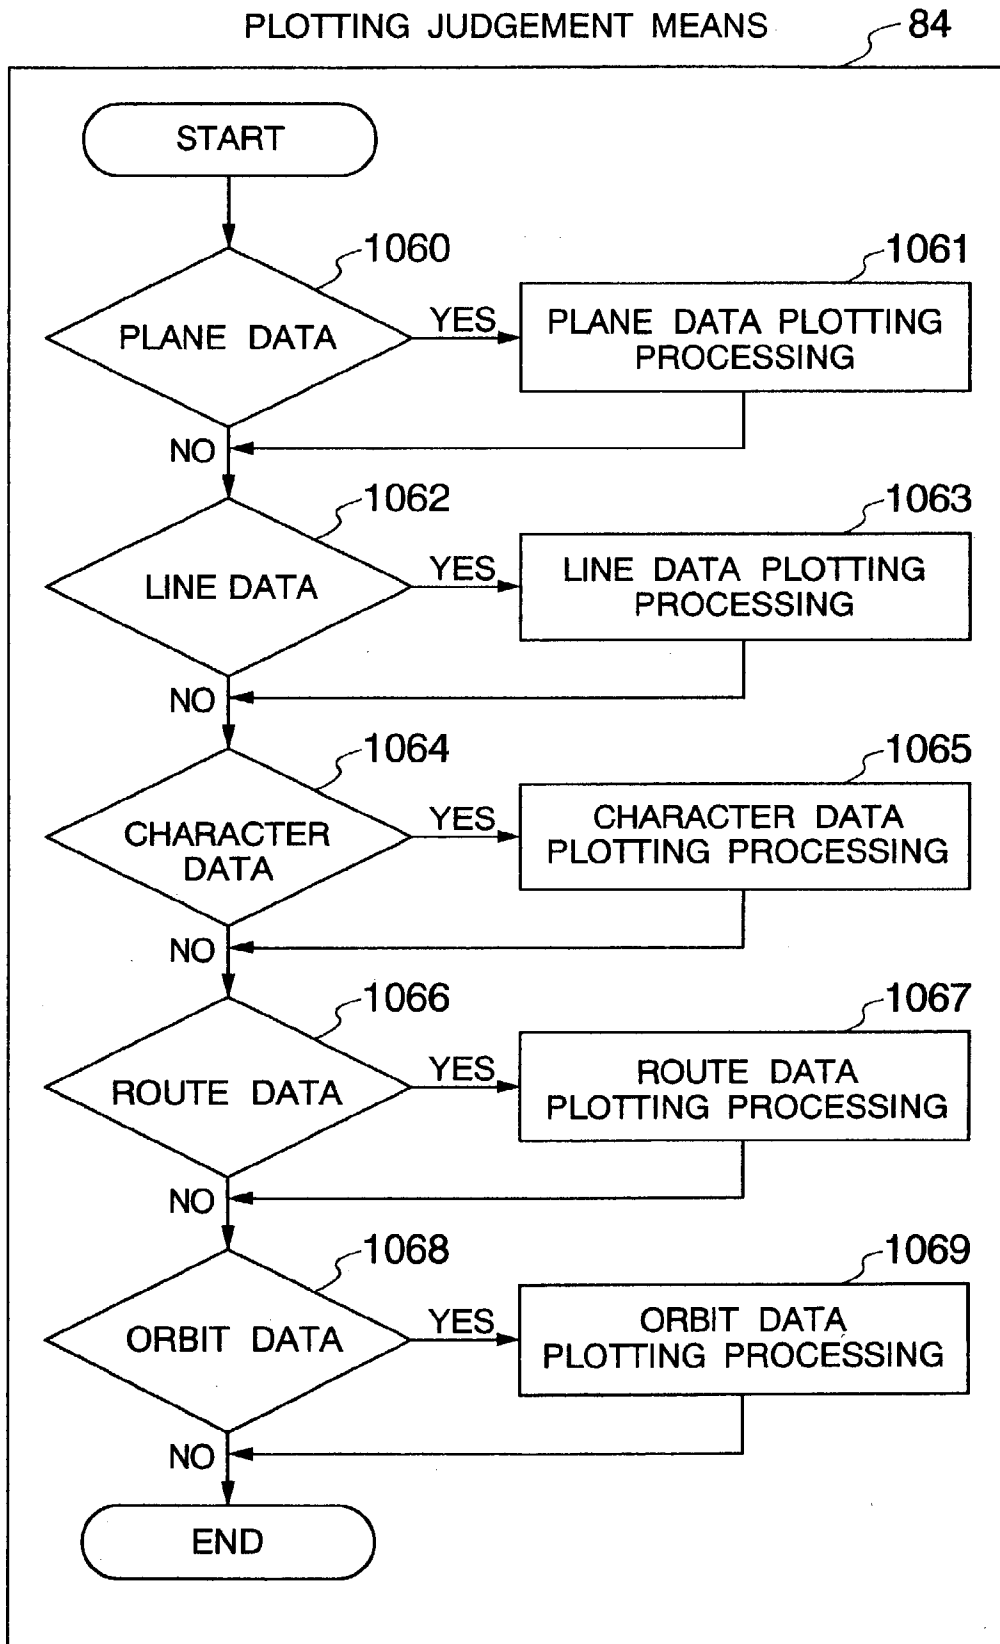 PLOTTING JUDGEMENT MEANS
84
START
1060
1061
PLANE DATA
YES
PLANE DATA PLOTTING
PROCESSING
NO
1062
1063
LINE DATA
YES
LINE DATA PLOTTING
PROCESSING
NO
1064
1065
CHARACTER
DATA
YES
CHARACTER DATA
PLOTTING PROCESSING
NO
1066
1067
ROUTE DATA
YES
ROUTE DATA
PLOTTING PROCESSING
NO
1068
1069
ORBIT DATA
YES
ORBIT DATA
PLOTTING PROCESSING
NO
END